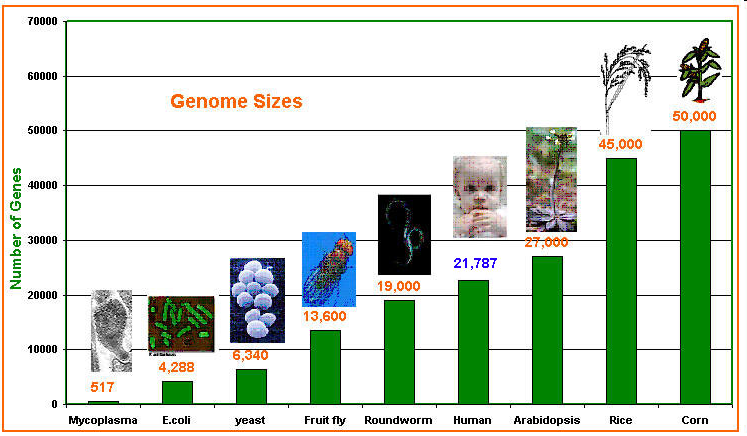 70000
60000
50000
40000
30000
20000
10000
0
Number of Genes
Genome Sizes
517
4,288
6,340
13,600
19,000
21,787
27,000
45,000
50,000
Mycoplasma
E.coli
yeast
Fruit fly
Roundworm
Human
Arabidopsis
Rice
Corn